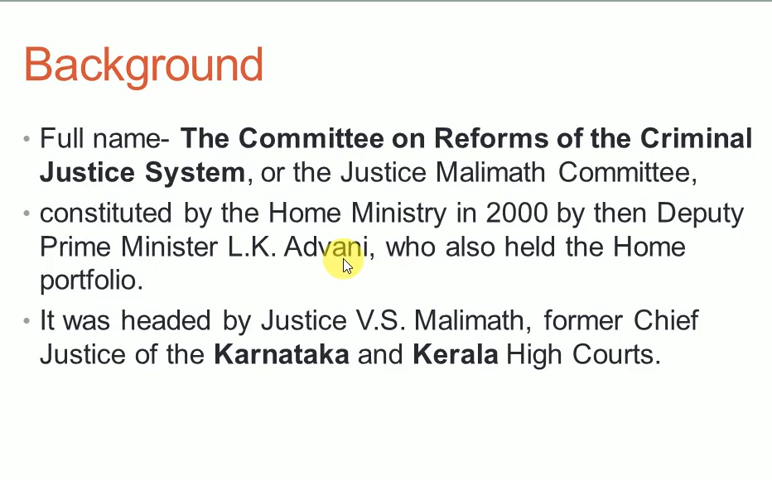 Background
• Full name- The Committee on Reforms of the Criminal
Justice System, or the Justice Malimath Committee,
• constituted by the Home Ministry in 2000 by then Deputy
Prime Minister L.K. Advani, who also held the Home
portfolio.
• It was headed by Justice V.S. Malimath, former Chief
Justice of the Karnataka and Kerala High Courts.